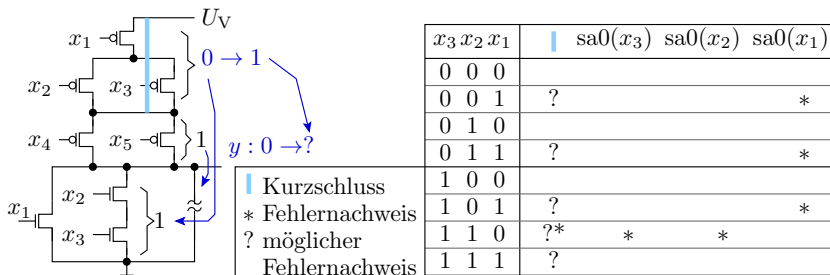 U_V
x_1
0 → 1
x_2
x_3
x_4
x_5
1
y : 0 →?
x_1
x_2
x_3
1
Kurzschluss
* Fehlernachweis
? möglicher
Fehlernachweis
x_3 x_2 x_1 sa0(x_3) sa0(x_2) sa0(x_1)
0 0 0
0 0 1 ? *
0 1 0
0 1 1 ? *
1 0 0
1 0 1 ? *
1 1 0 ?* * *
1 1 1 ?